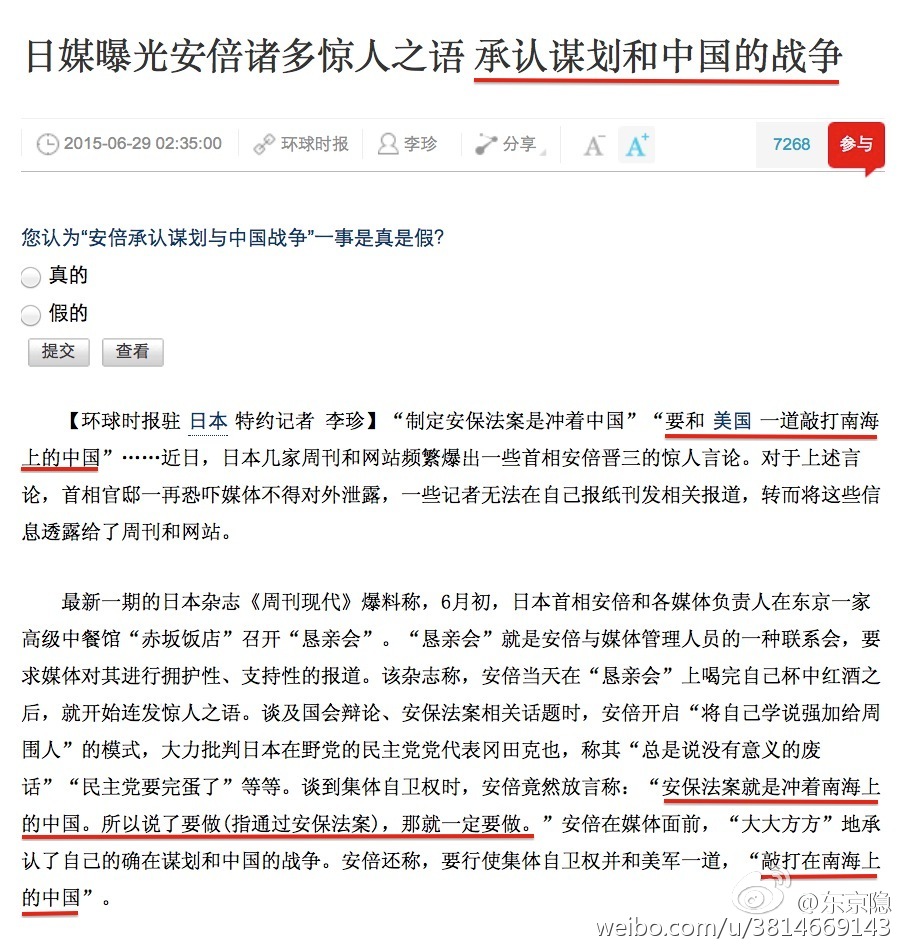 日媒曝光安倍诸多惊人之语 承认谋划和中国的战争
2015-06-29 02:35:00 环球时报 李珍 分享 A- A+ 7268 参与
您认为“安倍承认谋划与中国战争”一事是真是假?
真的
假的
提交 查看
【环球时报驻 日本 特约记者 李珍】“制定安保法案是冲着中国”“要和 美国 一道敲打南海
上的中国”……近日，日本几家周刊和网站频繁爆出一些首相安倍晋三的惊人言论。对于上述言
论，首相官邸一再恐吓媒体不得对外泄露，一些记者无法在自己报纸刊发相关报道，转而将这些信
息透露给了周刊和网站。
最新一期的日本杂志《周刊现代》爆料称，6月初，日本首相安倍和各媒体负责人在东京一家
高级中餐馆“赤坂饭店”召开“恳亲会”。“恳亲会”就是安倍与媒体管理人员的一种联系会，要
求媒体对其进行拥护性、支持性的报道。该杂志称，安倍当天在“恳亲会”上喝完自己杯中红酒之
后，就开始连发惊人之语。谈及国会辩论、安保法案相关话题时，安倍开启“将自己学说强加给周
围人”的模式，大力批判日本在野党的民主党党代表冈田克也，称其“总是说没有意义的废
话”“民主党要完蛋了”等等。谈到集体自卫权时，安倍竟然放言称：“安保法案就是冲着南海上
的中国。所以说了要做(指通过安保法案)，那就一定要做。”安倍在媒体面前，“大大方方”地承
认了自己的确在谋划和中国的战争。安倍还称，要行使集体自卫权并和美军一道，“敲打在南海上
的中国”。
@东京隐
weibo.com/u/3814669143